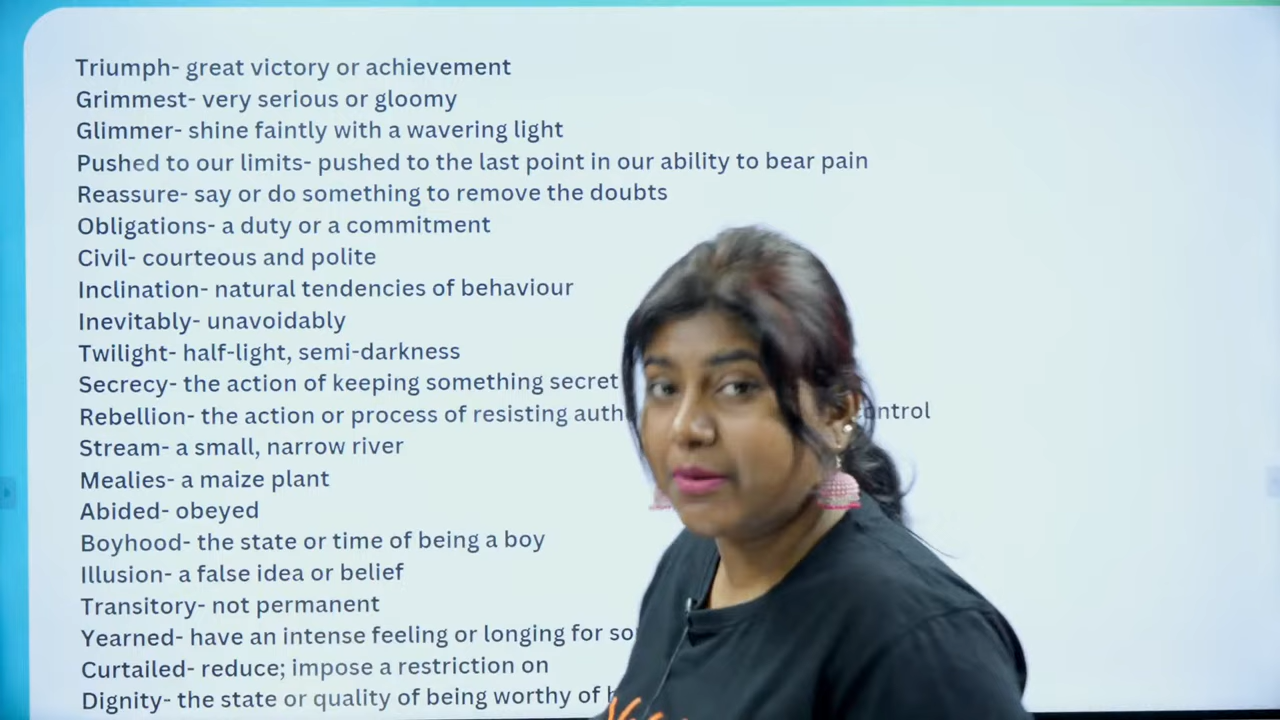 Triumph- great victory or achievement
Grimmest- very serious or gloomy
Glimmer- shine faintly with a wavering light
Pushed to our limits- pushed to the last point in our ability to bear pain
Reassure- say or do something to remove the doubts
Obligations- a duty or a commitment
Civil- courteous and polite
Inclination- natural tendencies of behaviour
Inevitably- unavoidably
Twilight- half-light, semi-darkness
Secrecy- the action of keeping something secret
Rebellion- the action or process of resisting
Stream- a small, narrow river
Mealies- a maize plant
Abided- obeyed
Boyhood- the state or time of being a boy
Illusion- a false idea or belief
Transitory- not permanent
Yearned- have an intense feeling or longing for
Curtailed- reduce; impose a restriction on
Dignity- the state or quality of being worthy of